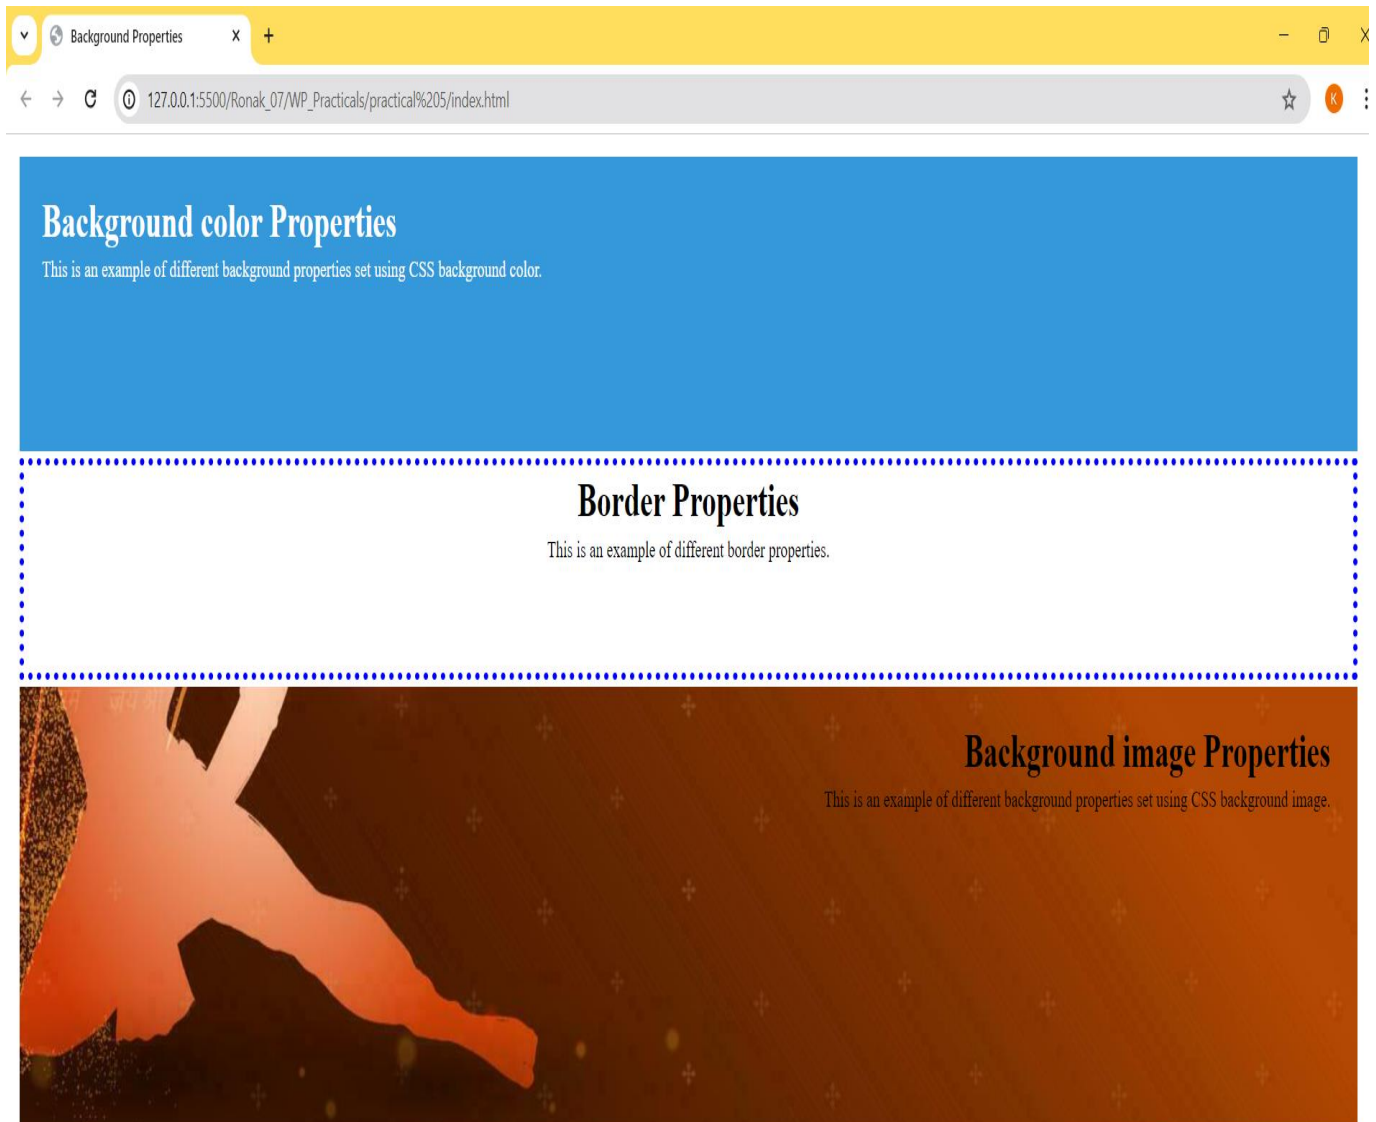 Background Properties
127.0.0.1:5500/Ronak_07/WP_Practicals/practical%205/index.html
K
Background color Properties
This is an example of different background properties set using CSS background color.
Border Properties
This is an example of different border properties.
जय श्री
Background image Properties
This is an example of different background properties set using CSS background image.